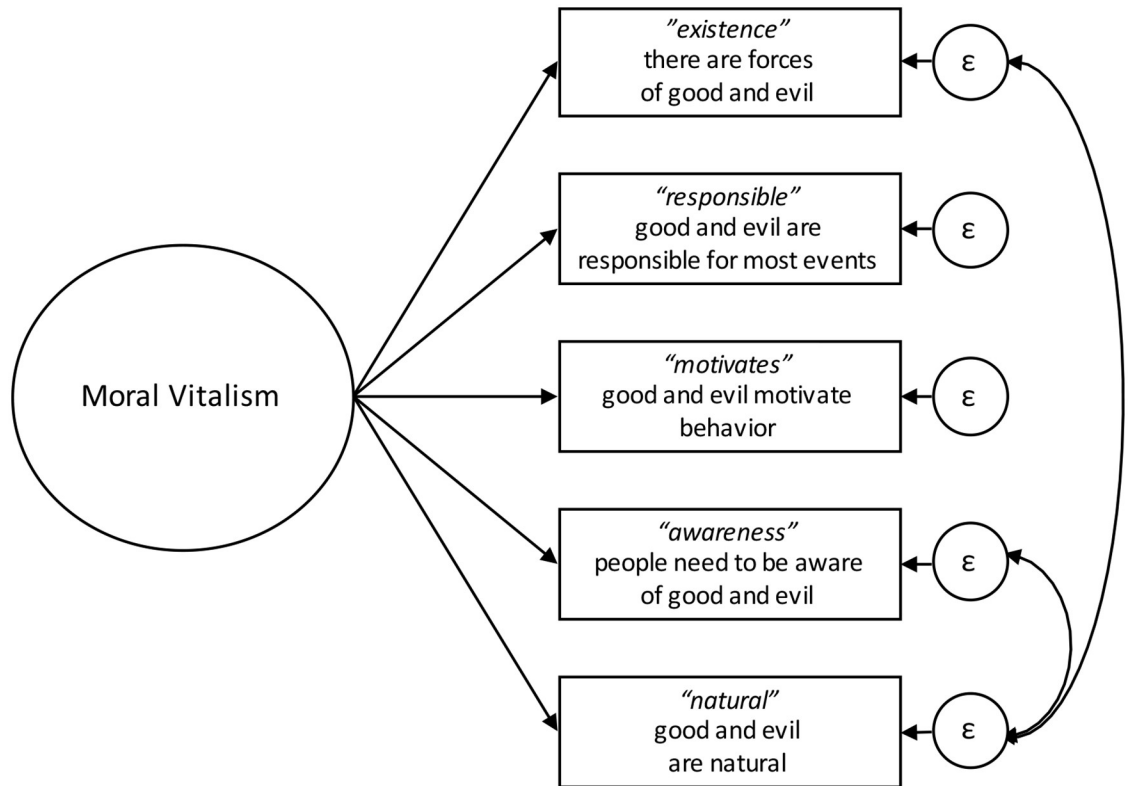 ”existence”
there are forces
of good and evil
ε
“responsible”
good and evil are
responsible for most events
ε
Moral Vitalism
“motivates”
good and evil motivate
behavior
ε
“awareness”
people need to be aware
of good and evil
ε
“natural”
good and evil
are natural
ε